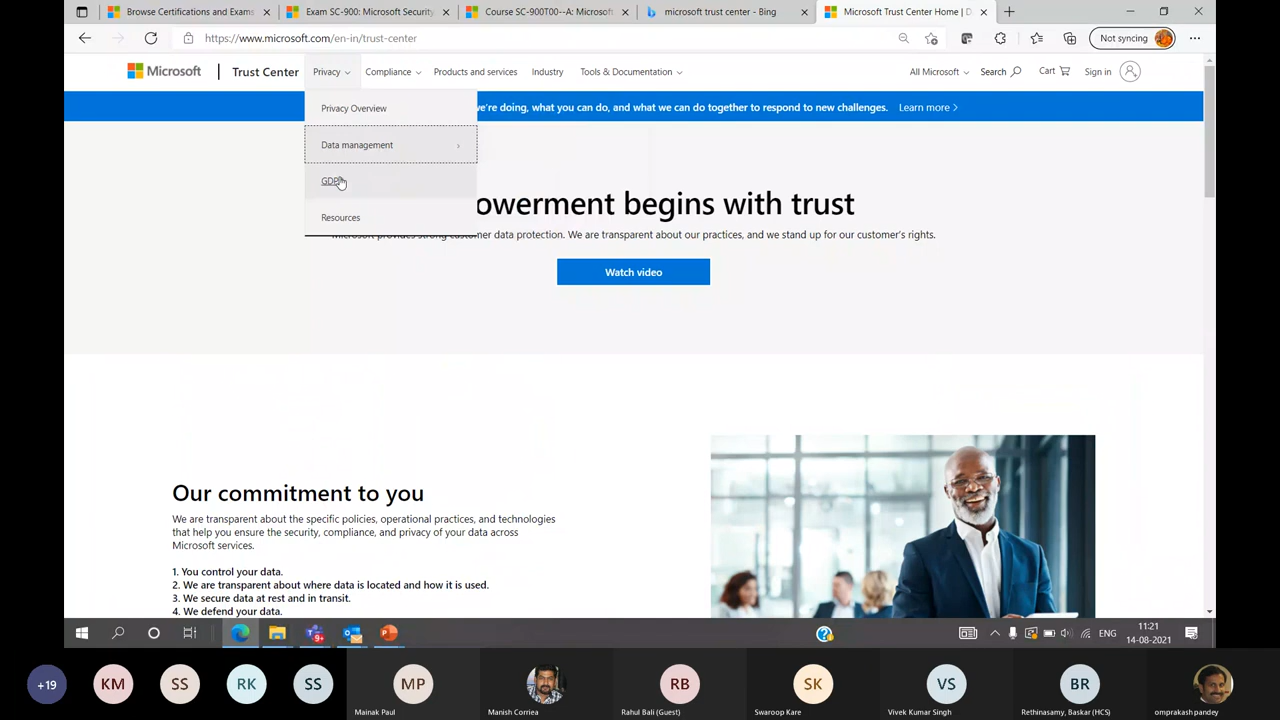 Browse Certifications and Exams
Exam SC-900: Microsoft Security
Course SC-900T00--A: Microsoft
microsoft trust center - Bing
Microsoft Trust Center Home | D
https://www.microsoft.com/en-in/trust-center
Not syncing
Microsoft
Trust Center
Privacy
Compliance
Products and services
Industry
Tools & Documentation
All Microsoft
Search
Cart
Sign in
Privacy Overview
Data management
GDP
Resources
we're doing, what you can do, and what we can do together to respond to new challenges. Learn more
owerment begins with trust
Microsoft provides strong customer data protection. We are transparent about our practices, and we stand up for our customer's rights.
Watch video
Our commitment to you
We are transparent about the specific policies, operational practices, and technologies
that help you ensure the security, compliance, and privacy of your data across
Microsoft services.
1. You control your data.
2. We are transparent about where data is located and how it is used.
3. We secure data at rest and in transit.
4. We defend your data.
9+
ENG
11:21
14-08-2021
+19
KM
SS
RK
SS
MP
RB
SK
VS
BR
Mainak Paul
Manish Corriea
Rahul Bali (Guest)
Swaroop Kare
Vivek Kumar Singh
Rethinasamy, Baskar (HCS)
omprakash pandey